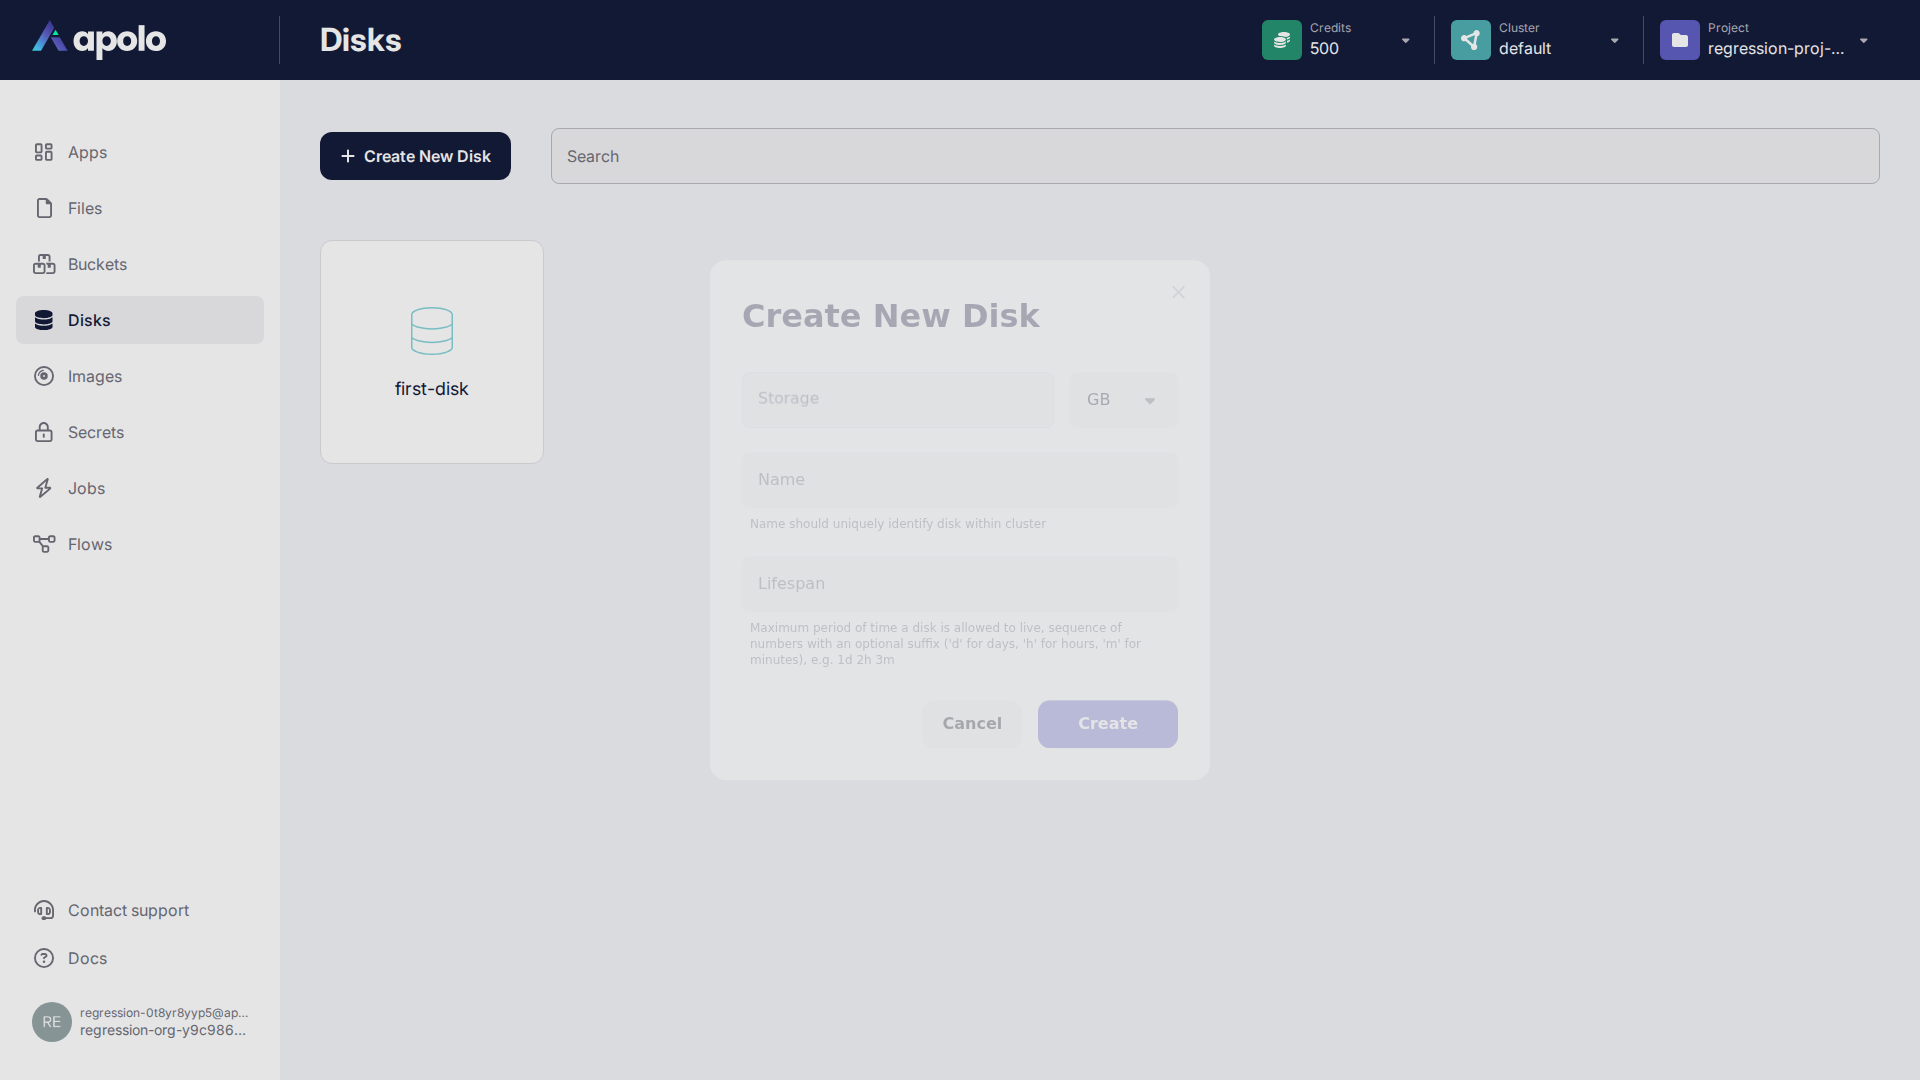 apolo
Disks
Credits
500
Cluster
default
Project
regression-proj-...
Apps
Files
Buckets
Disks
Images
Secrets
Jobs
Flows
Contact support
Docs
RE
regression-0t8yr8yyp5@ap...
regression-org-y9c986...
Create New Disk
Search
first-disk
Create New Disk
Storage
GB
Name
Name should uniquely identify disk within cluster
Lifespan
Maximum period of time a disk is allowed to live, sequence of
numbers with an optional suffix ('d' for days, 'h' for hours, 'm' for
minutes), e.g. 1d 2h 3m
Cancel
Create